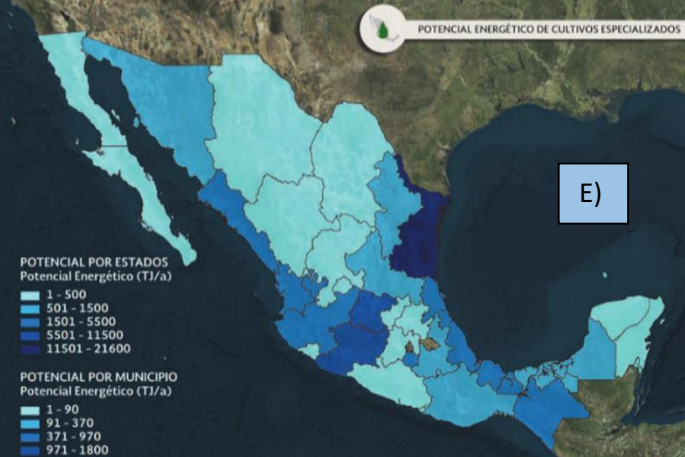 POTENCIAL ENERGÉTICO DE CULTIVOS ESPECIALIZADOS
E)
POTENCIAL POR ESTADOS
Potencial Energético (TJ/a)
1 - 500
501 - 1500
1501 - 5500
5501 - 11500
11501 - 21600
POTENCIAL POR MUNICIPIO
Potencial Energético (TJ/a)
1 - 90
91 - 370
371 - 970
971 - 1800